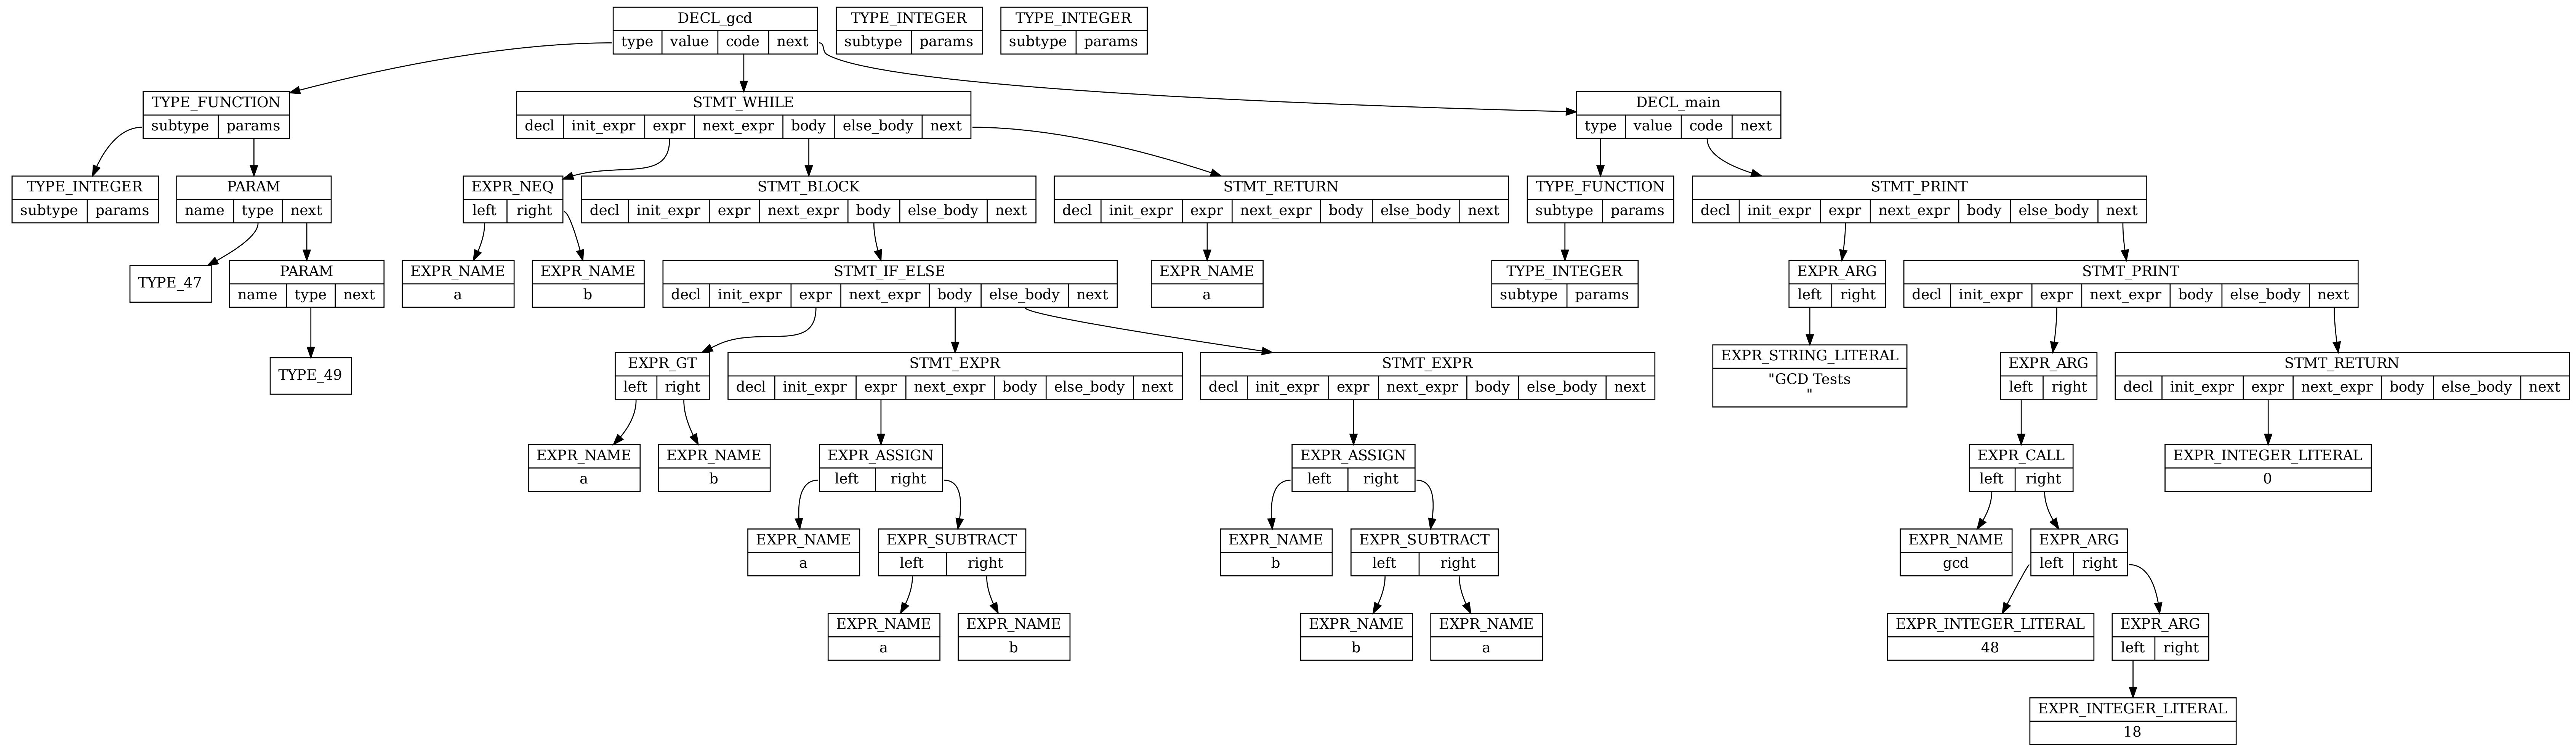 DECL_gcd
type value code next
TYPE_INTEGER
subtype params
TYPE_INTEGER
subtype params
TYPE_FUNCTION
subtype params
STMT_WHILE
decl init_expr expr next_expr body else_body next
DECL_main
type value code next
TYPE_INTEGER
subtype params
PARAM
name type next
EXPR_NEQ
left right
STMT_BLOCK
decl init_expr expr next_expr body else_body next
STMT_RETURN
decl init_expr expr next_expr body else_body next
TYPE_FUNCTION
subtype params
STMT_PRINT
decl init_expr expr next_expr body else_body next
TYPE_47
PARAM
name type next
EXPR_NAME
a
EXPR_NAME
b
STMT_IF_ELSE
decl init_expr expr next_expr body else_body next
EXPR_NAME
a
TYPE_INTEGER
subtype params
EXPR_ARG
left right
STMT_PRINT
decl init_expr expr next_expr body else_body next
TYPE_49
EXPR_GT
left right
STMT_EXPR
decl init_expr expr next_expr body else_body next
STMT_EXPR
decl init_expr expr next_expr body else_body next
EXPR_STRING_LITERAL
"GCD Tests
"
EXPR_ARG
left right
STMT_RETURN
decl init_expr expr next_expr body else_body next
EXPR_NAME
a
EXPR_NAME
b
EXPR_ASSIGN
left right
EXPR_ASSIGN
left right
EXPR_CALL
left right
EXPR_INTEGER_LITERAL
0
EXPR_NAME
a
EXPR_SUBTRACT
left right
EXPR_NAME
b
EXPR_SUBTRACT
left right
EXPR_NAME
gcd
EXPR_ARG
left right
EXPR_NAME
a
EXPR_NAME
b
EXPR_NAME
b
EXPR_NAME
a
EXPR_INTEGER_LITERAL
48
EXPR_ARG
left right
EXPR_INTEGER_LITERAL
18